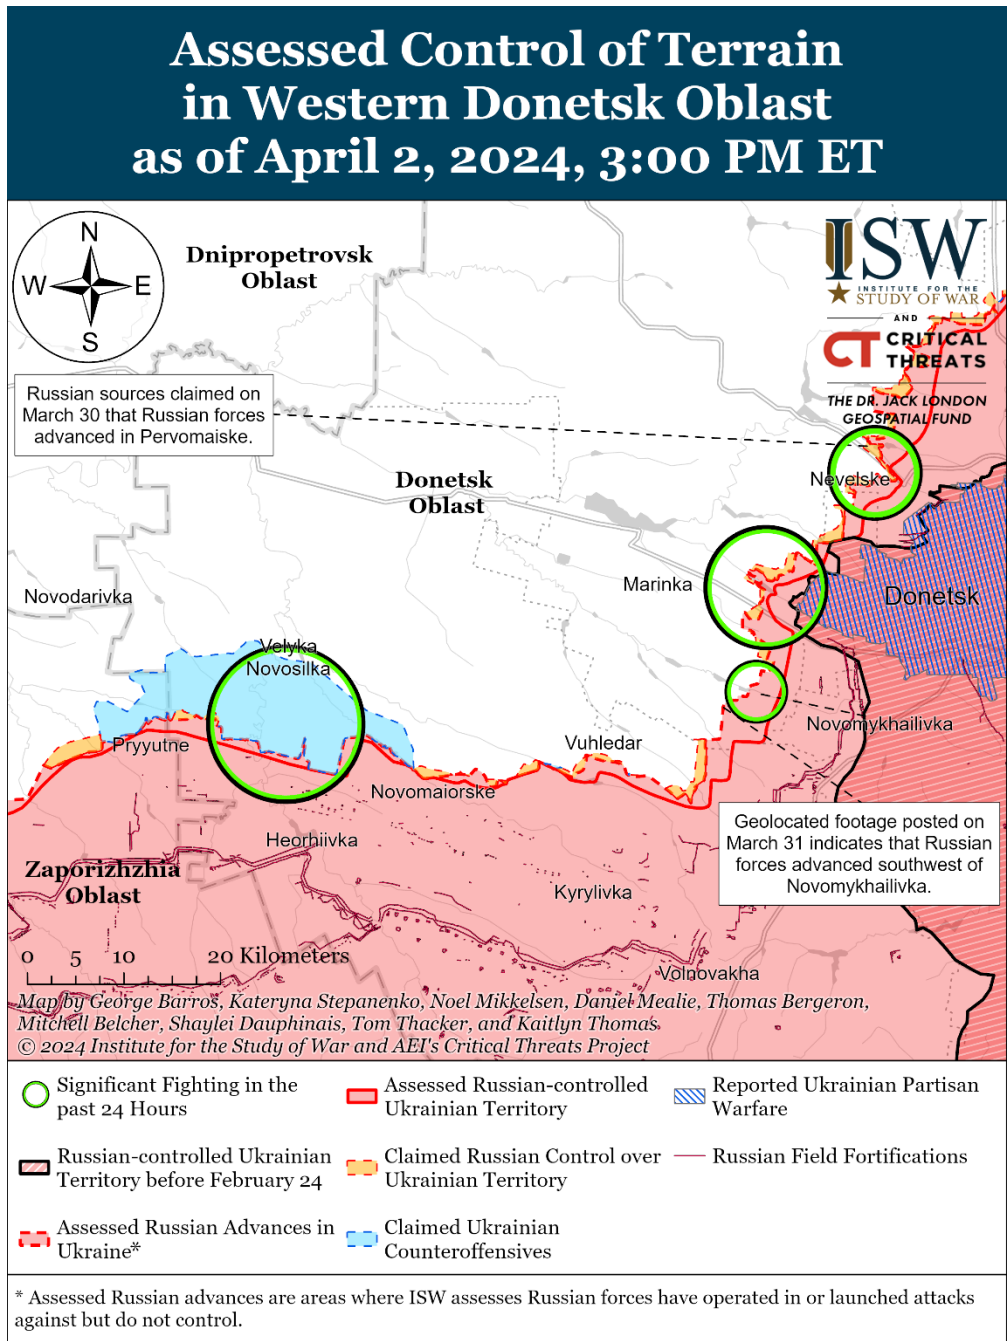 Assessed Control of Terrain
in Western Donetsk Oblast
as of April 2, 2024, 3:00 PM ET
N
W
E
S
Dnipropetrovsk
Oblast
ISW
INSTITUTE FOR THE
STUDY OF WAR
AND
CT CRITICAL
THREATS
THE DR. JACK LONDON
GEOSPATIAL FUND
Russian sources claimed on
March 30 that Russian forces
advanced in Pervomaiske.
Donetsk
Oblast
Nevelske
Marinka
Donetsk
Novodarivka
Velyka
Novosilka
Novomykhailivka
Pryyutne
Vuhledar
Novomaiorske
Geolocated footage posted on
March 31 indicates that Russian
forces advanced southwest of
Novomykhailivka.
Heorhiivka
Zaporizhzhia
Oblast
Kyrylivka
0 5 10 20 Kilometers
Volnovakha
Map by George Barros, Kateryna Stepanenko, Noel Mikkelsen, Daniel Mealie, Thomas Bergeron,
Mitchell Belcher, Shaylei Dauphinais, Tom Thacker, and Kaitlyn Thomas
© 2024 Institute for the Study of War and AEI's Critical Threats Project
Significant Fighting in the
past 24 Hours
Russian-controlled Ukrainian
Territory before February 24
Assessed Russian Advances in
Ukraine*
Assessed Russian-controlled
Ukrainian Territory
Claimed Russian Control over
Ukrainian Territory
Claimed Ukrainian
Counteroffensives
Reported Ukrainian Partisan
Warfare
Russian Field Fortifications
* Assessed Russian advances are areas where ISW assesses Russian forces have operated in or launched attacks
against but do not control.